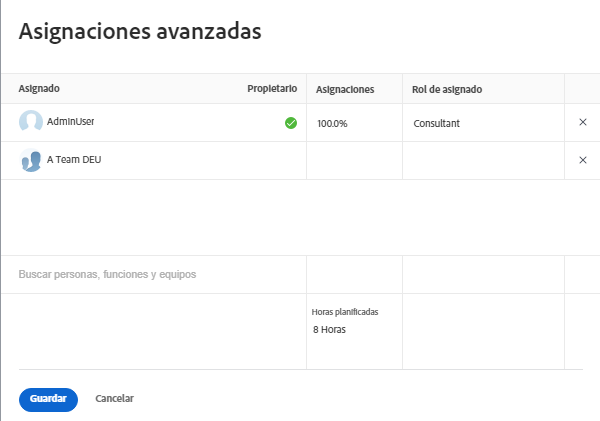 Asignaciones avanzadas
Asignado Propietario Asignaciones Rol de asignado
AdminUser 100.0% Consultant
A Team DEU
Buscar personas, funciones y equipos
Horas planificadas
8 Horas
Guardar Cancelar